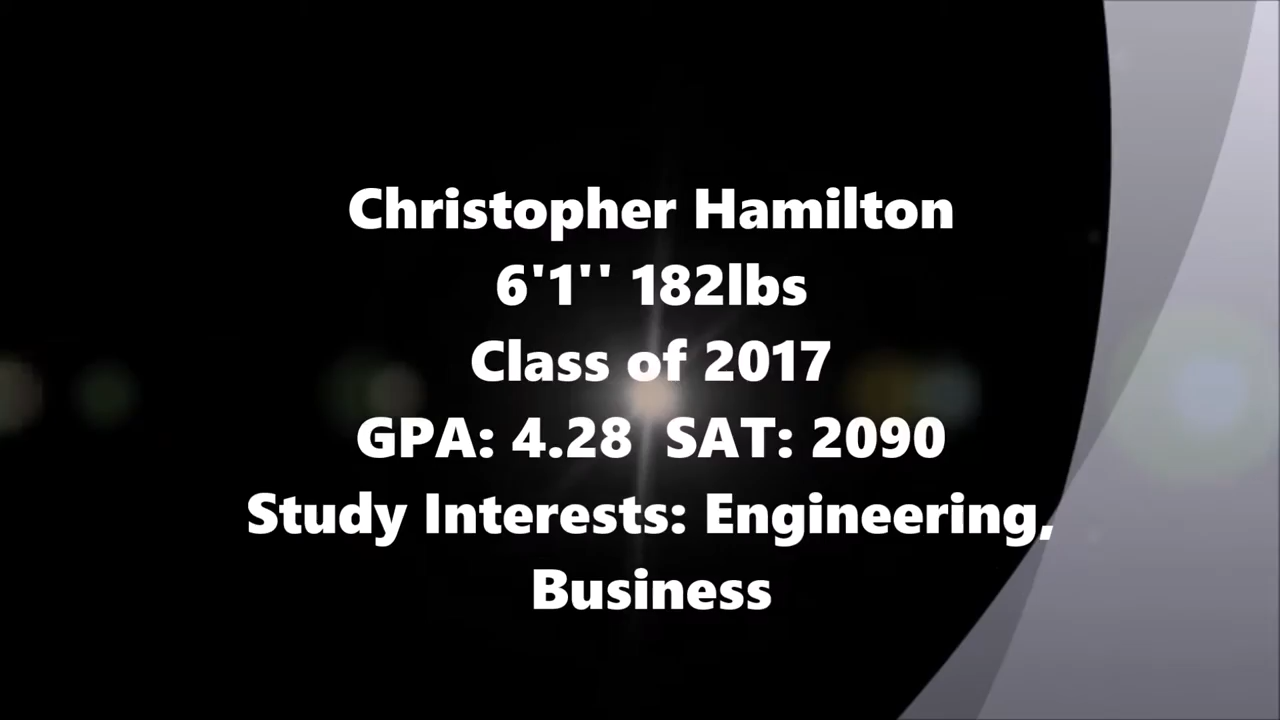 Christopher Hamilton
6'1'' 182lbs
Class of 2017
GPA: 4.28  SAT: 2090
Study Interests: Engineering,
Business